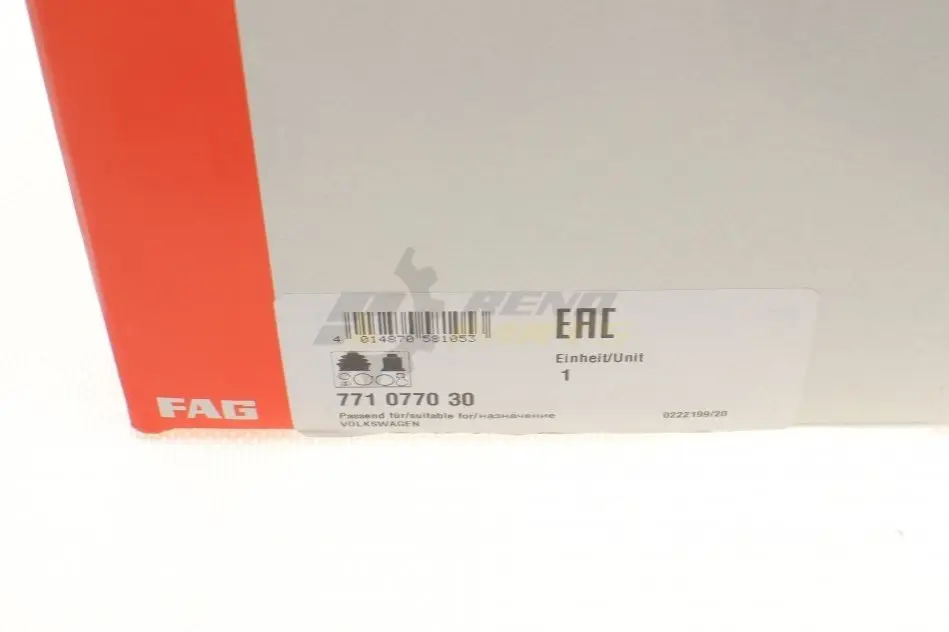 RENO
4 014870 581053
EAC
Einheit/Unit
1
771 0770 30
FAG
Passend für/suitable for/назначение
VOLKSWAGEN
0222199/20